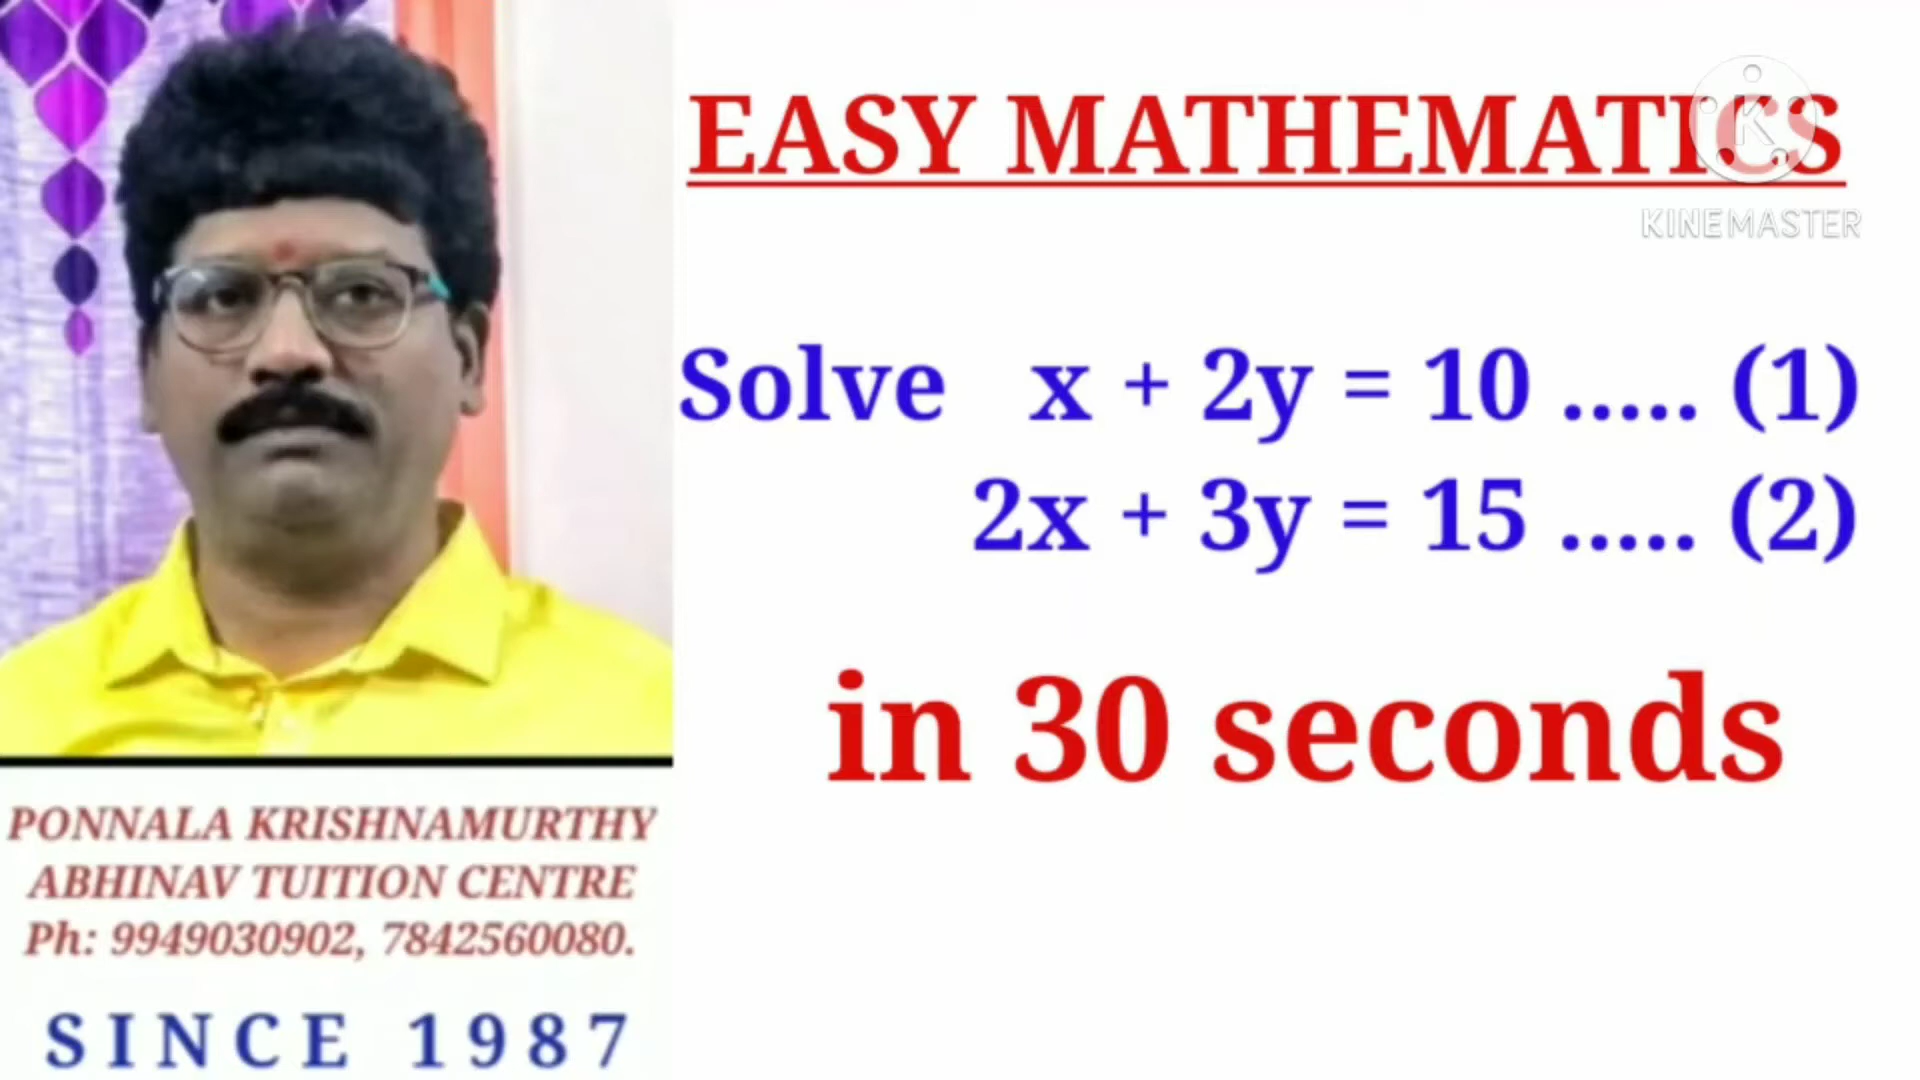 EASY MATHEMATICS
KINEMASTER
Solve x + 2y = 10 ..... (1)
2x + 3y = 15 ..... (2)
in 30 seconds
PONNALA KRISHNAMURTHY
ABHINAV TUITION CENTRE
Ph: 9949030902, 7842560080.
SINCE 1987